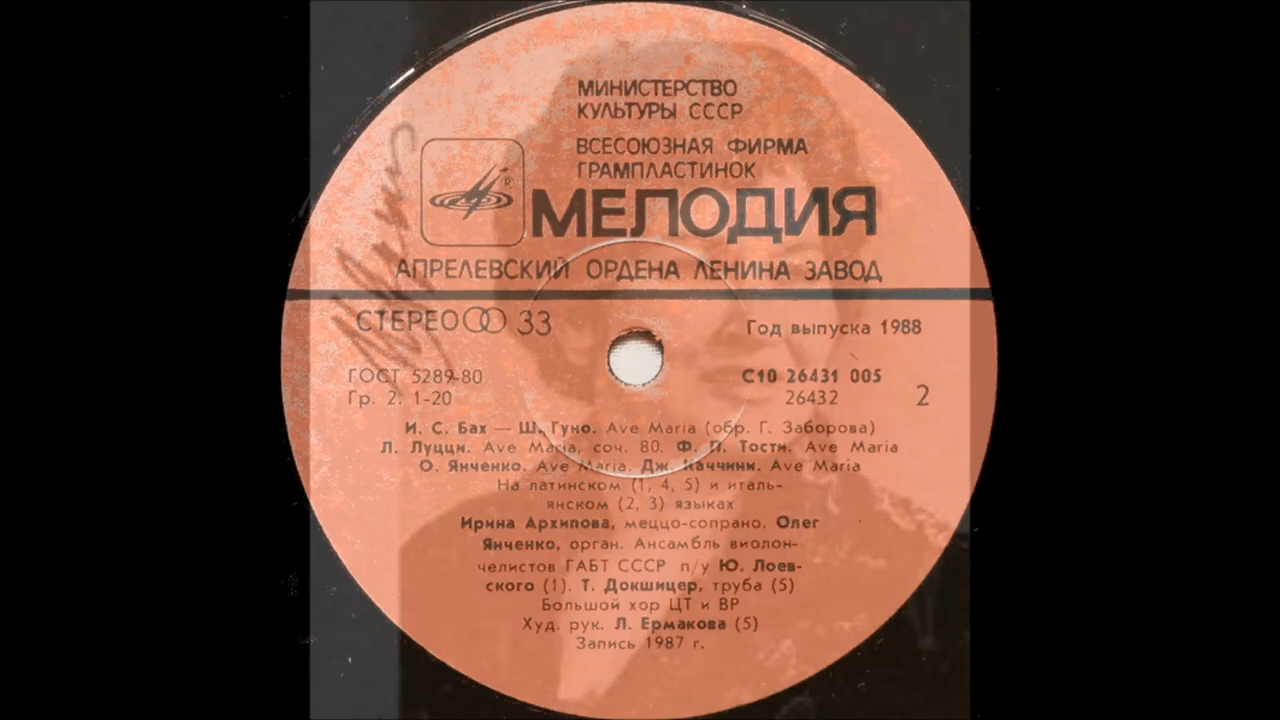 МИНИСТЕРСТВО
КУЛЬТУРЫ СССР
ВСЕСОЮЗНАЯ ФИРМА
ГРАМПЛАСТИНОК
R
МЕЛОДИЯ
АПРЕЛЕВСКИЙ ОРДЕНА ЛЕНИНА ЗАВОД
СТЕРЕО 33
Год выпуска 1988
ГОСТ 5289-80
С10 26431 005
Гр. 2. 1-20
26432
2
И. С. Бах — Ш. Гуно. Ave Maria (обр. Г. Заборова)
Л. Луцци. Ave Maria, соч. 80. Ф. П. Тости. Ave Maria
О. Янченко. Ave Maria. Дж. Каччини. Ave Maria
На латинском (1, 4, 5) и италь-
янском (2, 3) языках
Ирина Архипова, меццо-сопрано. Олег
Янченко, орган. Ансамбль виолон-
челистов ГАБТ СССР п/у Ю. Лоев-
ского (1). Т. Докшицер, труба (5)
Большой хор ЦТ и ВР
Худ. рук. Л. Ермакова (5)
Запись 1987 г.